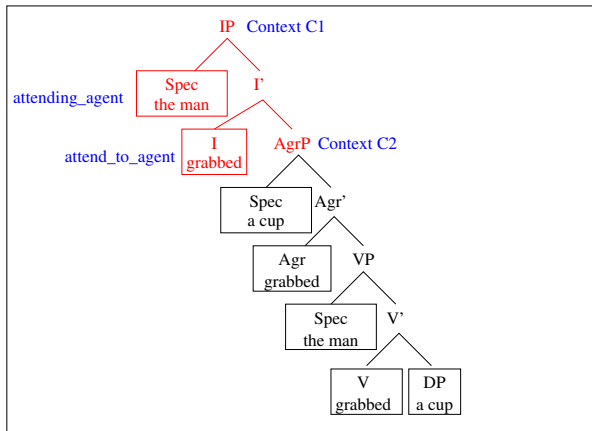 IP Context C1
Spec
the man
I'
attending_agent
I
grabbed
attend_to_agent
AgrP Context C2
Spec
a cup
Agr'
Agr
grabbed
VP
Spec
the man
V'
V
grabbed
DP
a cup